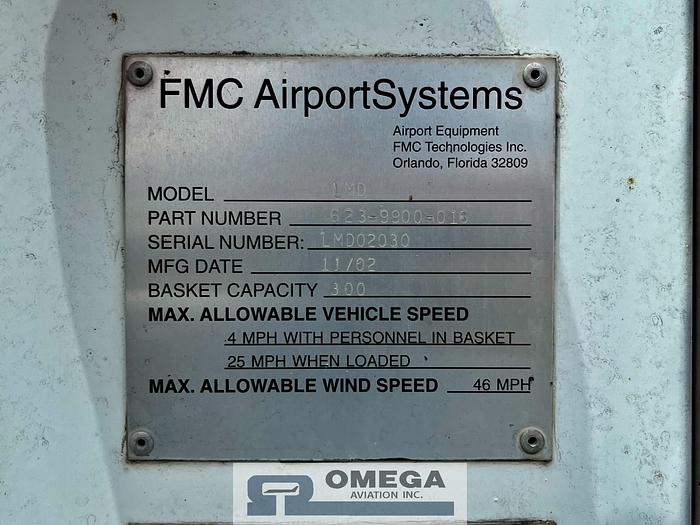 FMC AirportSystems
Airport Equipment
FMC Technologies Inc.
Orlando, Florida 32809
MODEL LMD
PART NUMBER 623-9900-016
SERIAL NUMBER: LMD02030
MFG DATE 11/02
BASKET CAPACITY 300
MAX. ALLOWABLE VEHICLE SPEED
4 MPH WITH PERSONNEL IN BASKET
25 MPH WHEN LOADED
MAX. ALLOWABLE WIND SPEED 46 MPH
OMEGA
AVIATION INC.